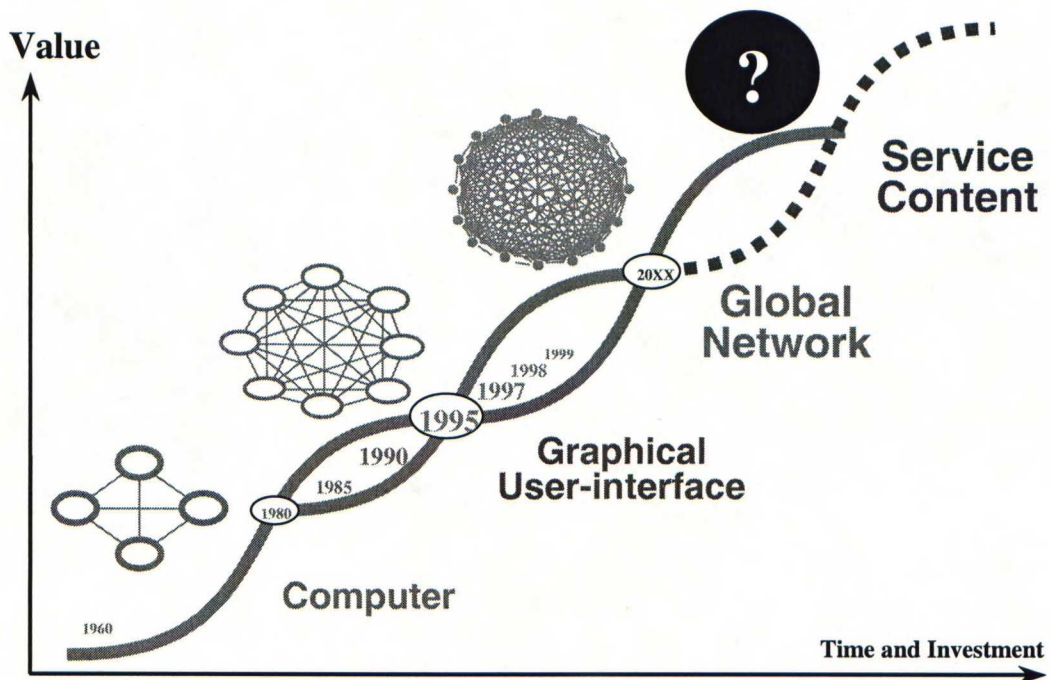 Value
?
Service
Content
20XX
Global
Network
1999
1998
1997
1995
Graphical
User-interface
1990
1985
1980
Computer
1960
Time and Investment